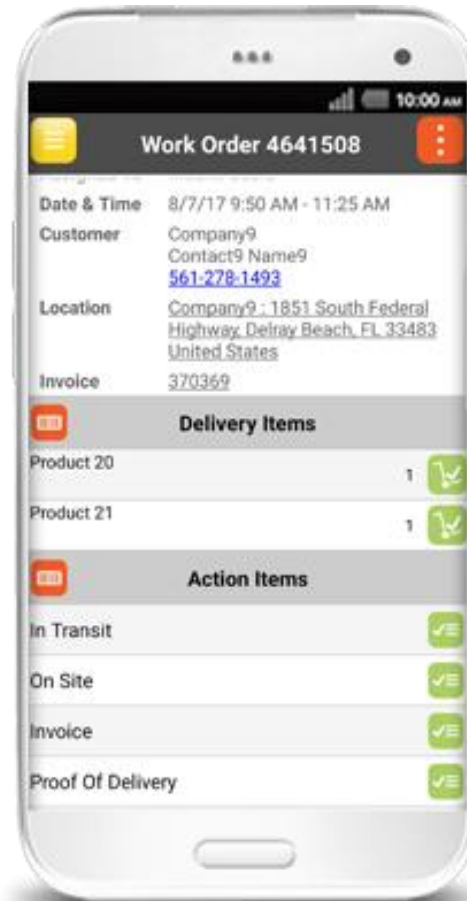 10:00 AM
Work Order 4641508
Date & Time 8/7/17 9:50 AM - 11:25 AM
Customer Company9
Contact9 Name9
561-278-1493
Location Company9 : 1851 South Federal
Highway, Delray Beach, FL 33483
United States
Invoice 370369
Delivery Items
Product 20 1
Product 21 1
Action Items
In Transit
On Site
Invoice
Proof Of Delivery